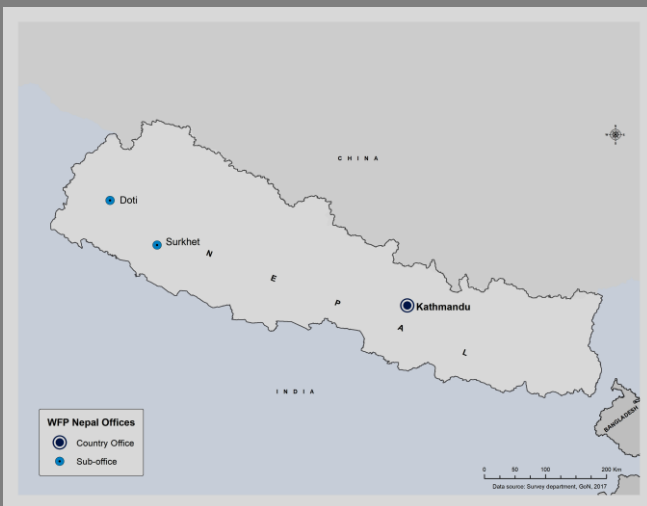 CHINA
Doti
Surkhet
NEPAL
Kathmandu
INDIA
BANGLADESH
WFP Nepal Offices
Country Office
Sub-office
0 50 100 200 Km
Data source: Survey department, GoN, 2017